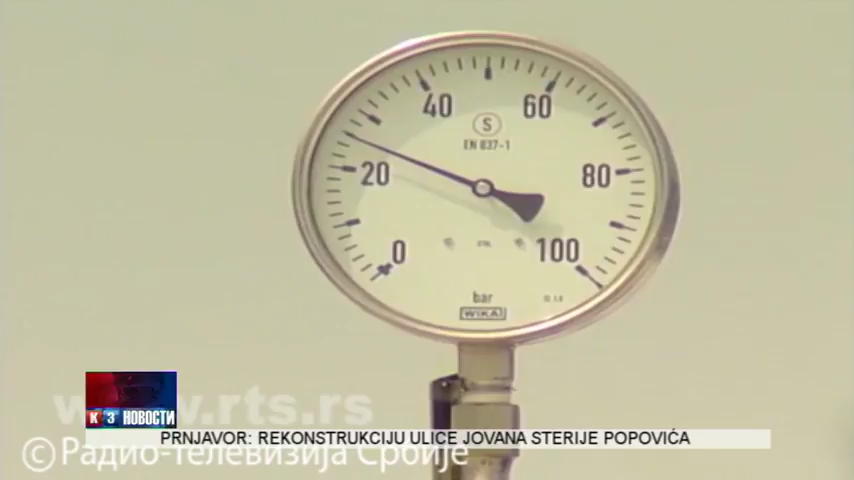 40
60
S
EN 837-1
20
80
0
100
bar
WIKA
www.rts.rs
К З НОВОСТИ
PRNJAVOR: REKONSTRUKCIJU ULICE JOVANA STERIJE POPOVIĆA
© Радио-телевизија Србије